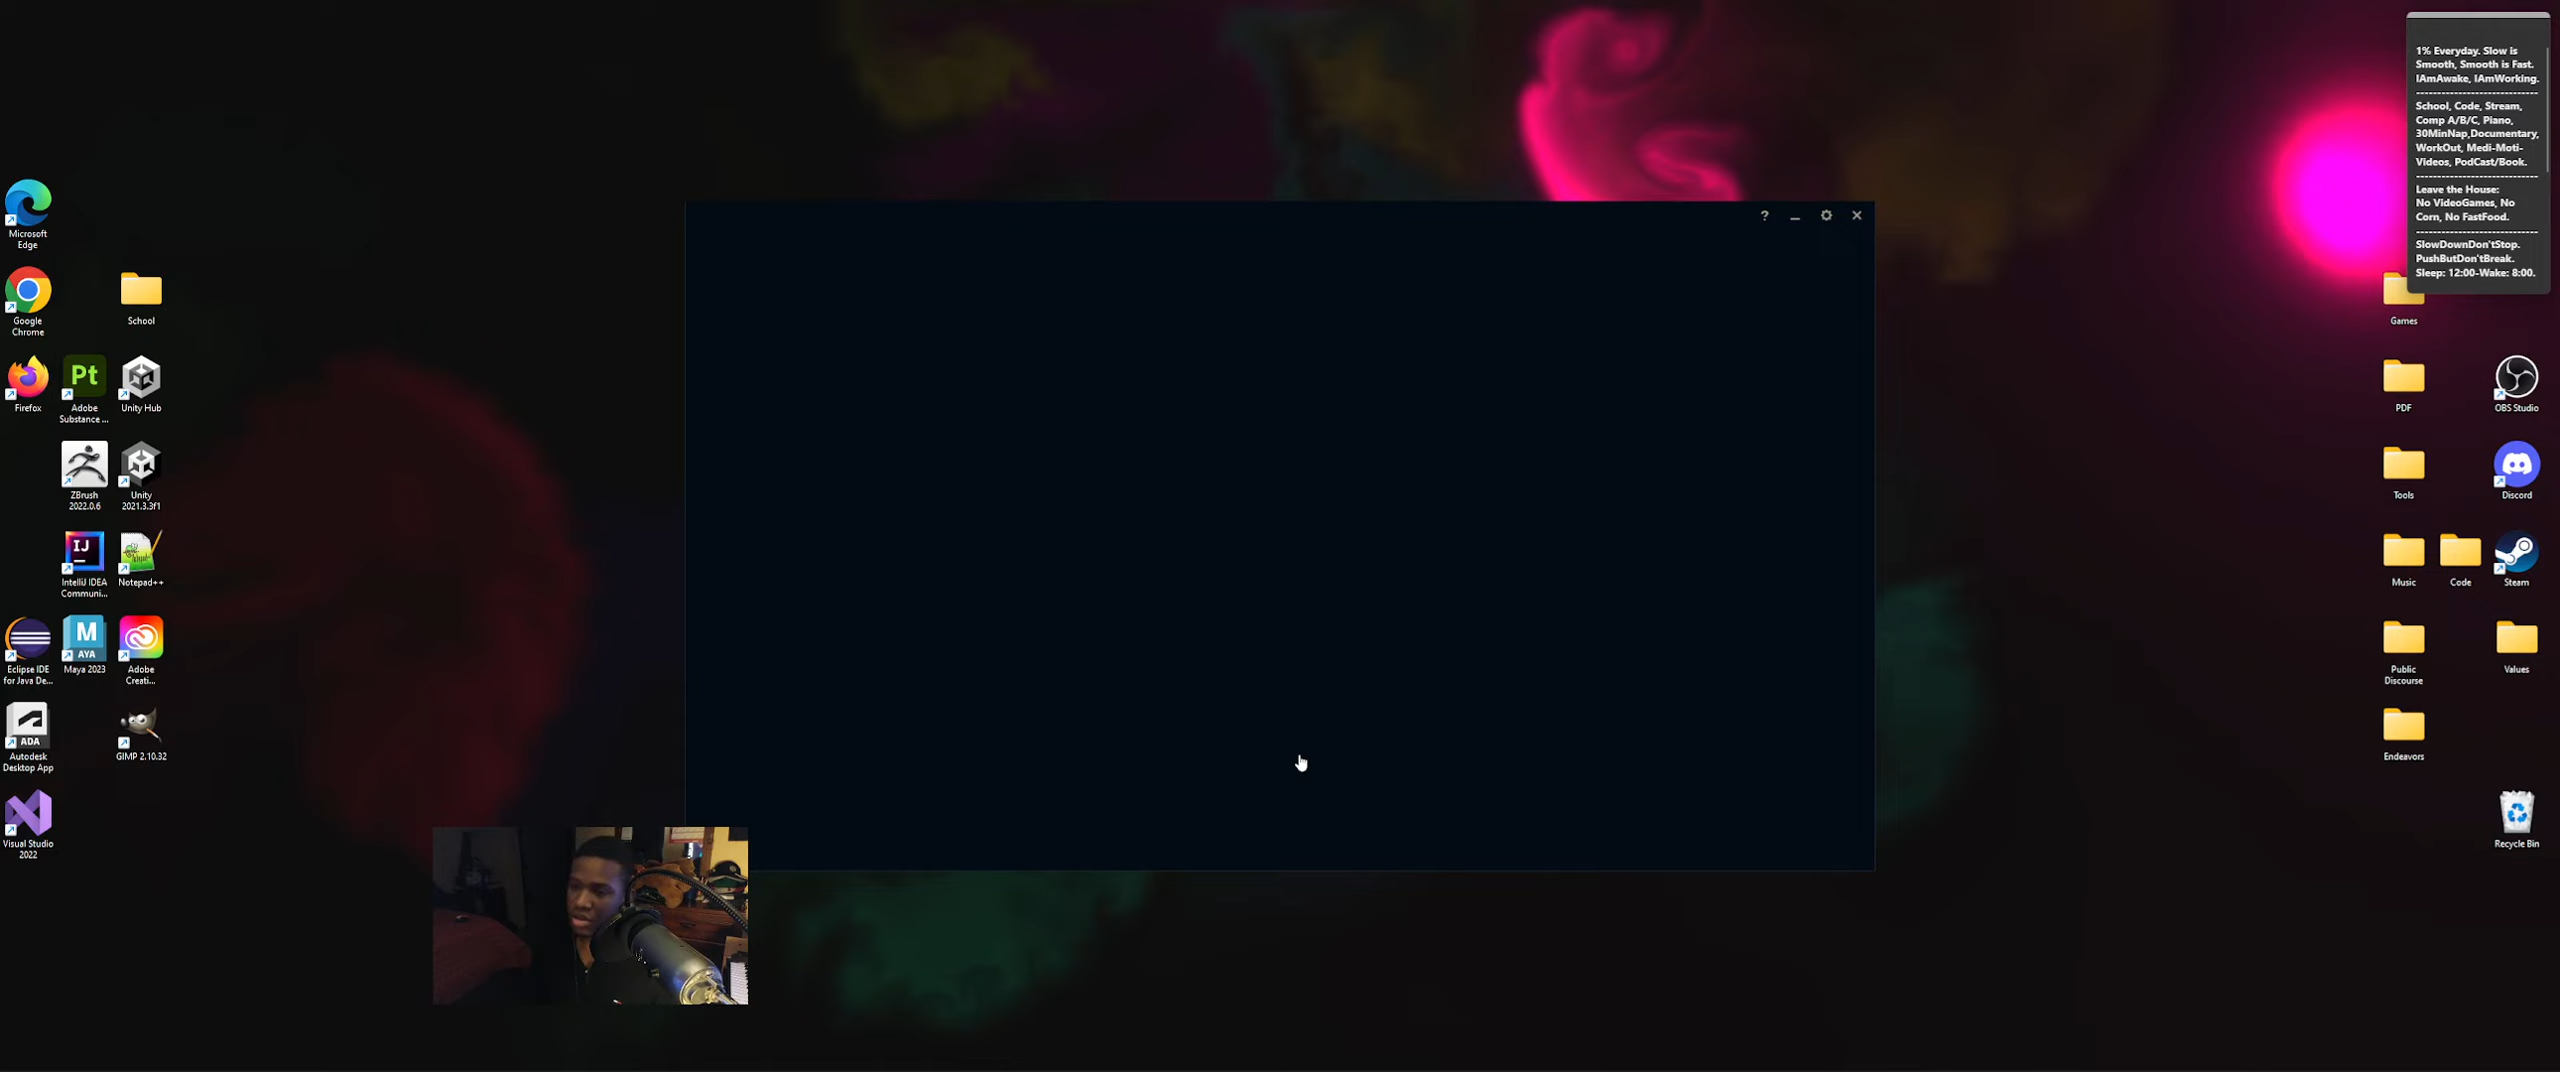 1% Everyday. Slow is
Smooth, Smooth is Fast.
IAmAwake, IAmWorking.
--------------------------------
School, Code, Stream,
Comp A/B/C, Piano,
30MinNap,Documentary,
WorkOut, Medi-Moti-
Videos, PodCast/Book.
--------------------------------
Leave the House:
No VideoGames, No
Corn, No FastFood.
--------------------------------
SlowDownDon'tStop.
PushButDon'tBreak.
Sleep: 12:00-Wake: 8:00.
?
Microsoft
Edge
Google
Chrome
School
Games
Firefox
Pt
Adobe
Substance ...
Unity Hub
PDF
OBS Studio
ZBrush
2022.0.6
Unity
2021.3.3f1
Tools
Discord
IJ
IntelliJ IDEA
Communi...
Notepad++
Music
Code
Steam
Eclipse IDE
for Java De...
M
AYA
Maya 2023
Adobe
Creati...
Public
Discourse
Values
ADA
Autodesk
Desktop App
GIMP 2.10.32
Endeavors
Visual Studio
2022
Recycle Bin